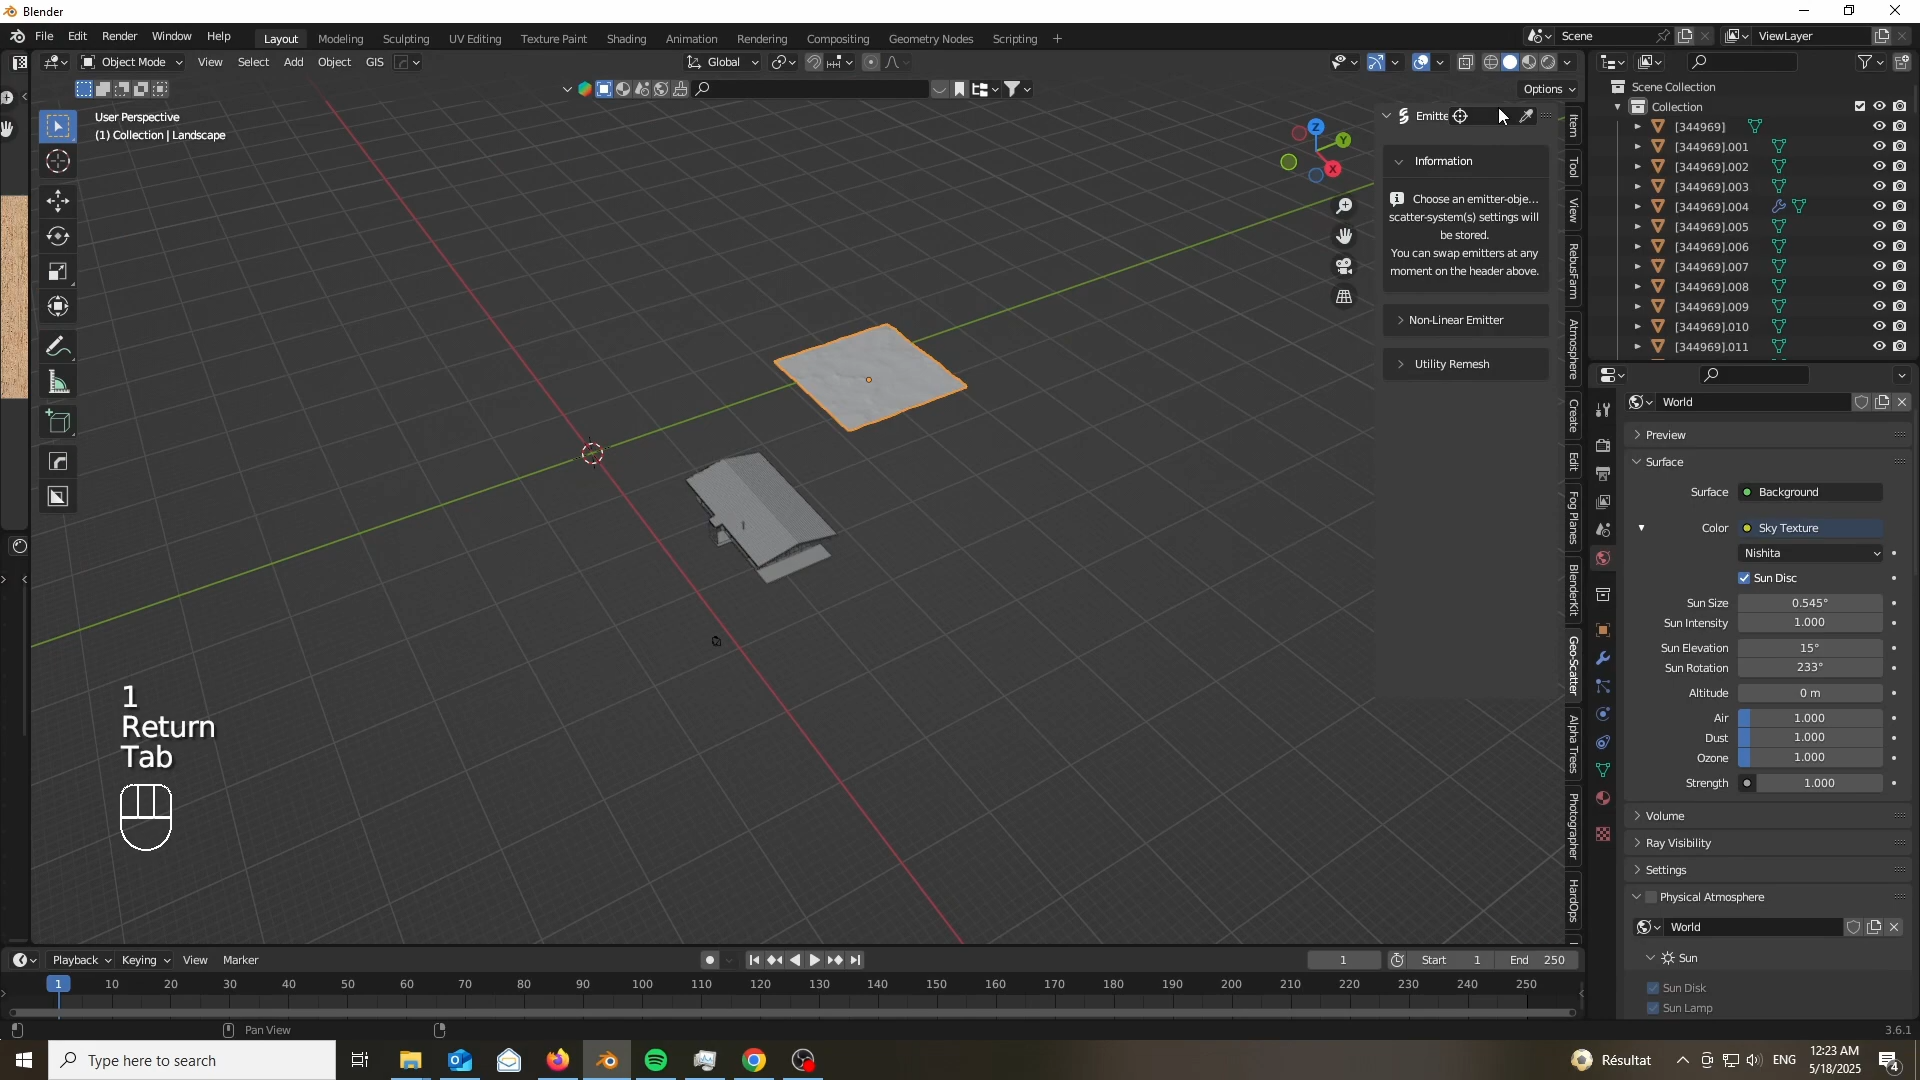 Blender
File Edit Render Window Help
Layout Modeling Sculpting UV Editing Texture Paint Shading Animation Rendering Compositing Geometry Nodes Scripting +
Scene
ViewLayer
Object Mode View Select Add Object GIS
Global
Options
User Perspective
(1) Collection | Landscape
Emitte
Information
Choose an emitter-obje...
scatter-system(s) settings will
be stored.
You can swap emitters at any
moment on the header above.
Non-Linear Emitter
Utility Remesh
Z
Y
X
Item
Tool
View
RebusFarm
Atmosphere
Create
Edit
Fog Planes
BlenderKit
Geo-Scatter
Alpha Trees
Photographer
HardOps
Scene Collection
Collection
[344969]
[344969].001
[344969].002
[344969].003
[344969].004
[344969].005
[344969].006
[344969].007
[344969].008
[344969].009
[344969].010
[344969].011
World
Preview
Surface
Surface Background
Color Sky Texture
Nishita
Sun Disc
Sun Size 0.545°
Sun Intensity 1.000
Sun Elevation 15°
Sun Rotation 233°
Altitude 0 m
Air 1.000
Dust 1.000
Ozone 1.000
Strength 1.000
Volume
Ray Visibility
Settings
Physical Atmosphere
World
Sun
Sun Disk
Sun Lamp
1
Return
Tab
Playback Keying View Marker
1 Start 1 End 250
1 10 20 30 40 50 60 70 80 90 100 110 120 130 140 150 160 170 180 190 200 210 220 230 240 250
Pan View
3.6.1
Type here to search
Résultat
ENG
12:23 AM
5/18/2025
4